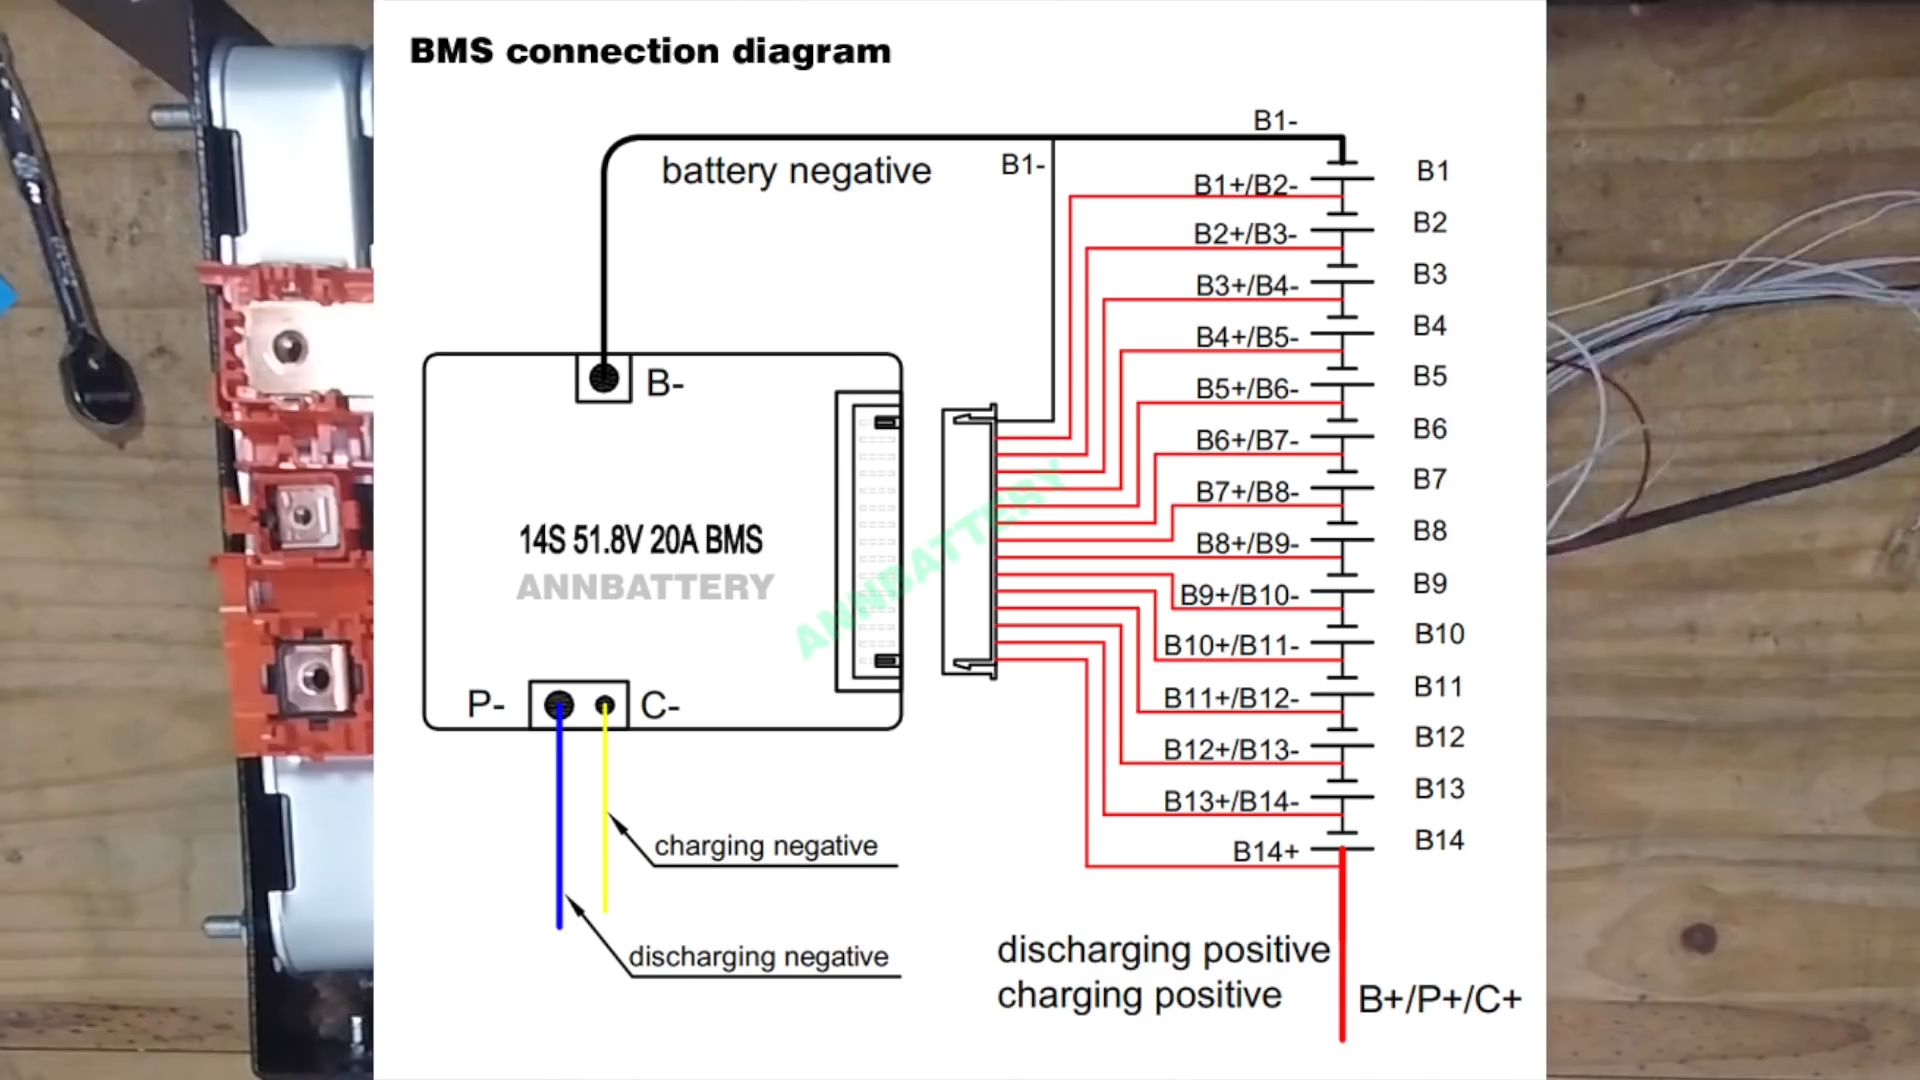 BMS connection diagram
B1-
battery negative
B1-
B1
B1+/B2-
B2
B2+/B3-
B3
B3+/B4-
B4
B4+/B5-
B5
B5+/B6-
B6
B6+/B7-
B7
B7+/B8-
B8
B8+/B9-
B9
B9+/B10-
B10
B10+/B11-
B11
B11+/B12-
B12
B12+/B13-
B13
B13+/B14-
B14
B14+
B-
14S 51.8V 20A BMS
ANNBATTERY
ANNBATTERY
P-
C-
charging negative
discharging negative
discharging positive
charging positive
B+/P+/C+